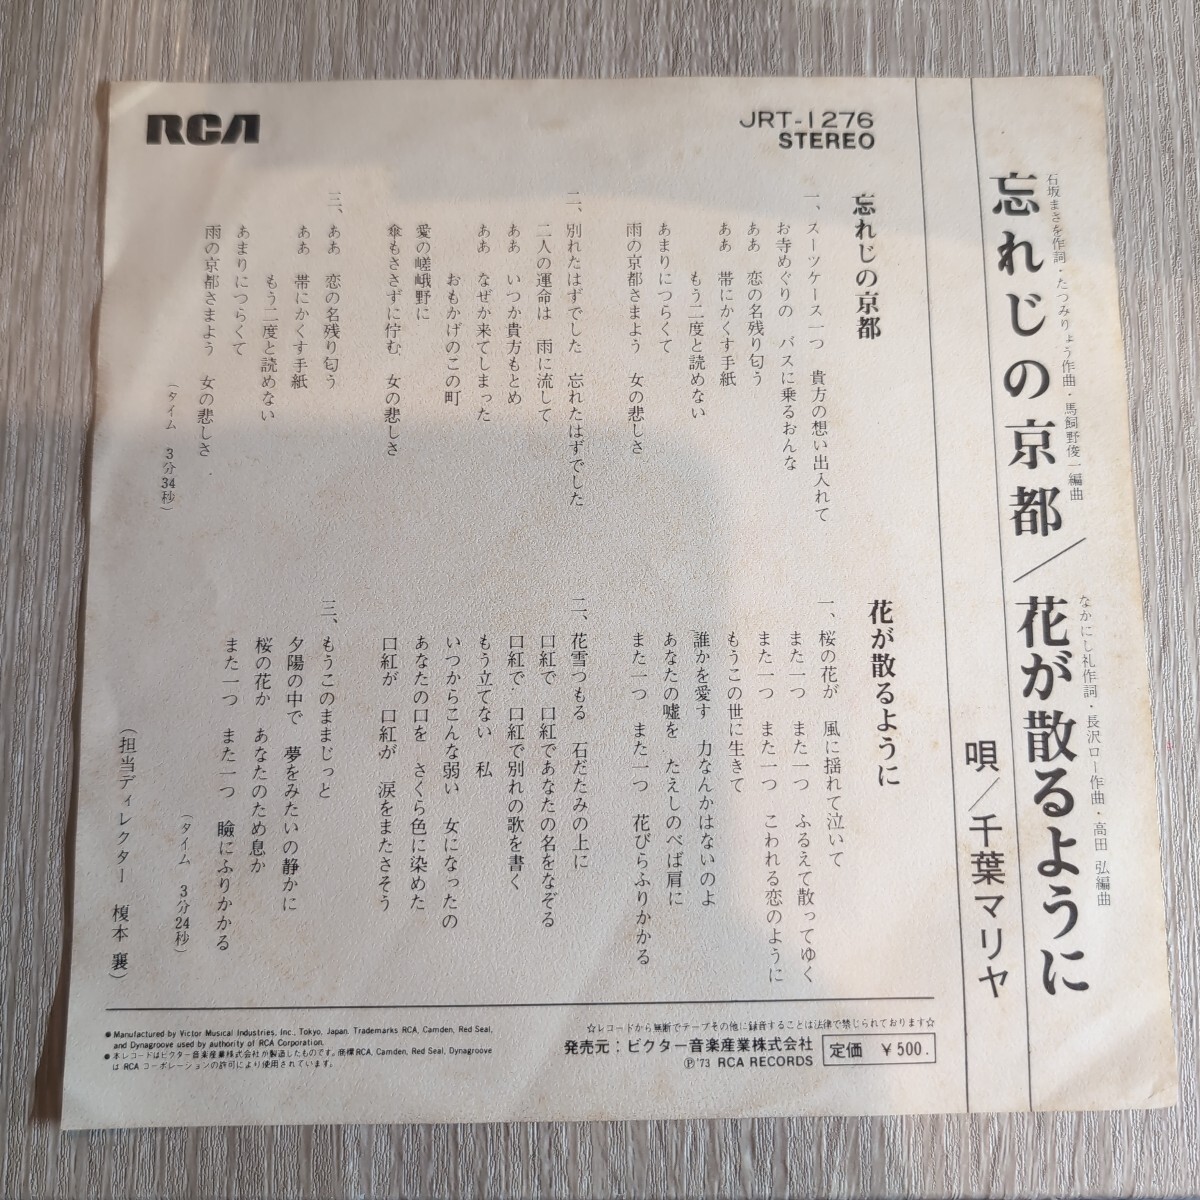 RCA
JRT-1276
STEREO
忘れじの京都／花が散るように
石坂まさを作詞・たつみりょう作曲・馬飼野俊一編曲
なかにし礼作詞・長沢ロー作曲・高田 弘編曲
唄／千葉マリヤ
忘れじの京都
一、スーツケース一つ 貴方の想い出入れて
お寺めぐりの バスに乗るおんな
ああ 恋の名残り匂う
ああ 帯にかくす手紙
もう二度と読めない
あまりにつらくて
雨の京都さまよう 女の悲しさ
二、別れたはずでした 忘れたはずでした
二人の運命は 雨に流して
ああ いつか貴方もとめ
ああ なぜか来てしまった
おもかげのこの町
愛の嵯峨野に
傘もささずに佇む 女の悲しさ
三、ああ 恋の名残り匂う
ああ 帯にかくす手紙
もう二度と読めない
あまりにつらくて
雨の京都さまよう 女の悲しさ
（タイム 3分34秒）
花が散るように
一、桜の花が 風に揺れて泣いて
また一つ また一つ ふるえて散ってゆく
また一つ また一つ こわれる恋のように
もうこの世に生きて
誰かを愛す 力なんかはないのよ
あなたの嘘を たえしのべば肩に
また一つ また一つ 花びらふりかかる
二、花雪つもる 石だたみの上に
口紅で 口紅であなたの名をなぞる
口紅で 口紅で別れの歌を書く
もう立てない 私
いつからこんな弱い 女になったの
あなたの口を さくら色に染めた
口紅が 口紅が 涙をまたさそう
三、もうこのままじっと
夕陽の中で 夢をみたいの静かに
桜の花か あなたのため息か
また一つ また一つ 瞼にふりかかる
（タイム 3分24秒）
（担当ディレクター 榎本 襄）
● Manufactured by Victor Musical Industries, Inc., Tokyo, Japan. Trademarks RCA, Camden, Red Seal,
and Dynagroove used by authority of RCA Corporation.
● 本レコードはビクター音楽産業株式会社が製造したものです。商標RCA, Camden, Red Seal, Dynagroove
は RCA コーポレーションの許可により使用されています。
☆レコードから無断でテープその他に録音することは法律で禁じられております☆
発売元：ビクター音楽産業株式会社
Ⓟ'73 RCA RECORDS
定価 ￥500.